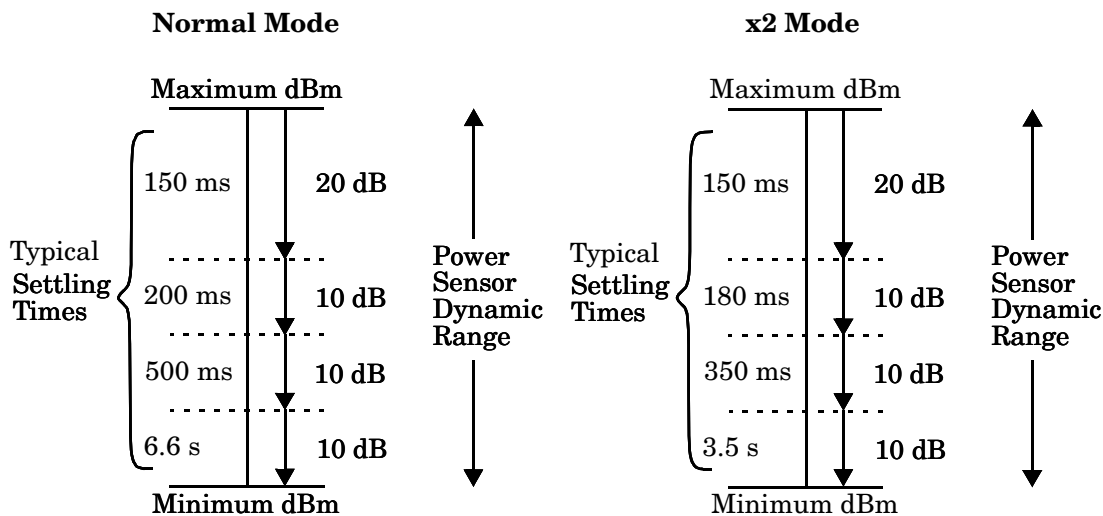 Normal Mode
Maximum dBm
150 ms
20 dB
Typical
Settling
Times
200 ms
10 dB
500 ms
10 dB
6.6 s
10 dB
Minimum dBm
Power
Sensor
Dynamic
Range
x2 Mode
Maximum dBm
150 ms
20 dB
Typical
Settling
Times
180 ms
10 dB
350 ms
10 dB
3.5 s
10 dB
Minimum dBm
Power
Sensor
Dynamic
Range